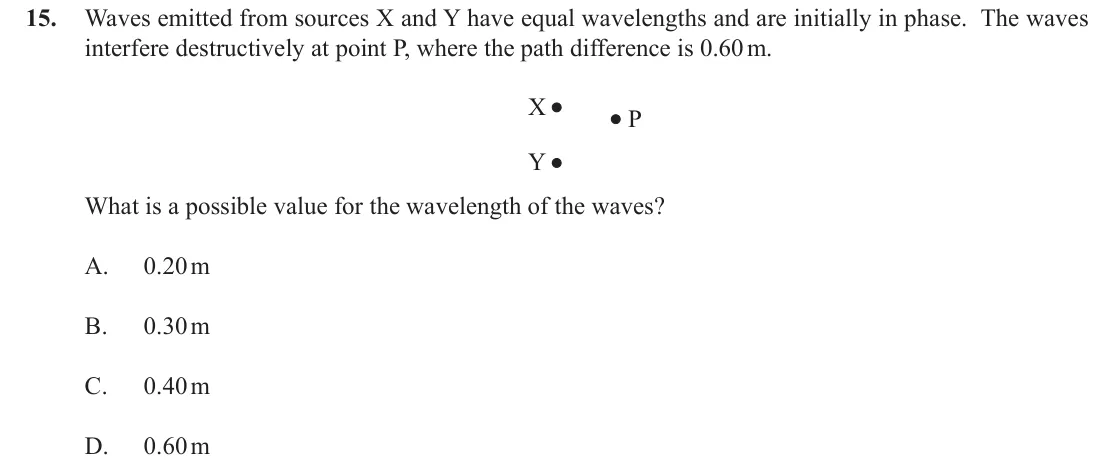 15. Waves emitted from sources X and Y have equal wavelengths and are initially in phase. The waves
interfere destructively at point P, where the path difference is 0.60 m.
X •
• P
Y •
What is a possible value for the wavelength of the waves?
A. 0.20 m
B. 0.30 m
C. 0.40 m
D. 0.60 m